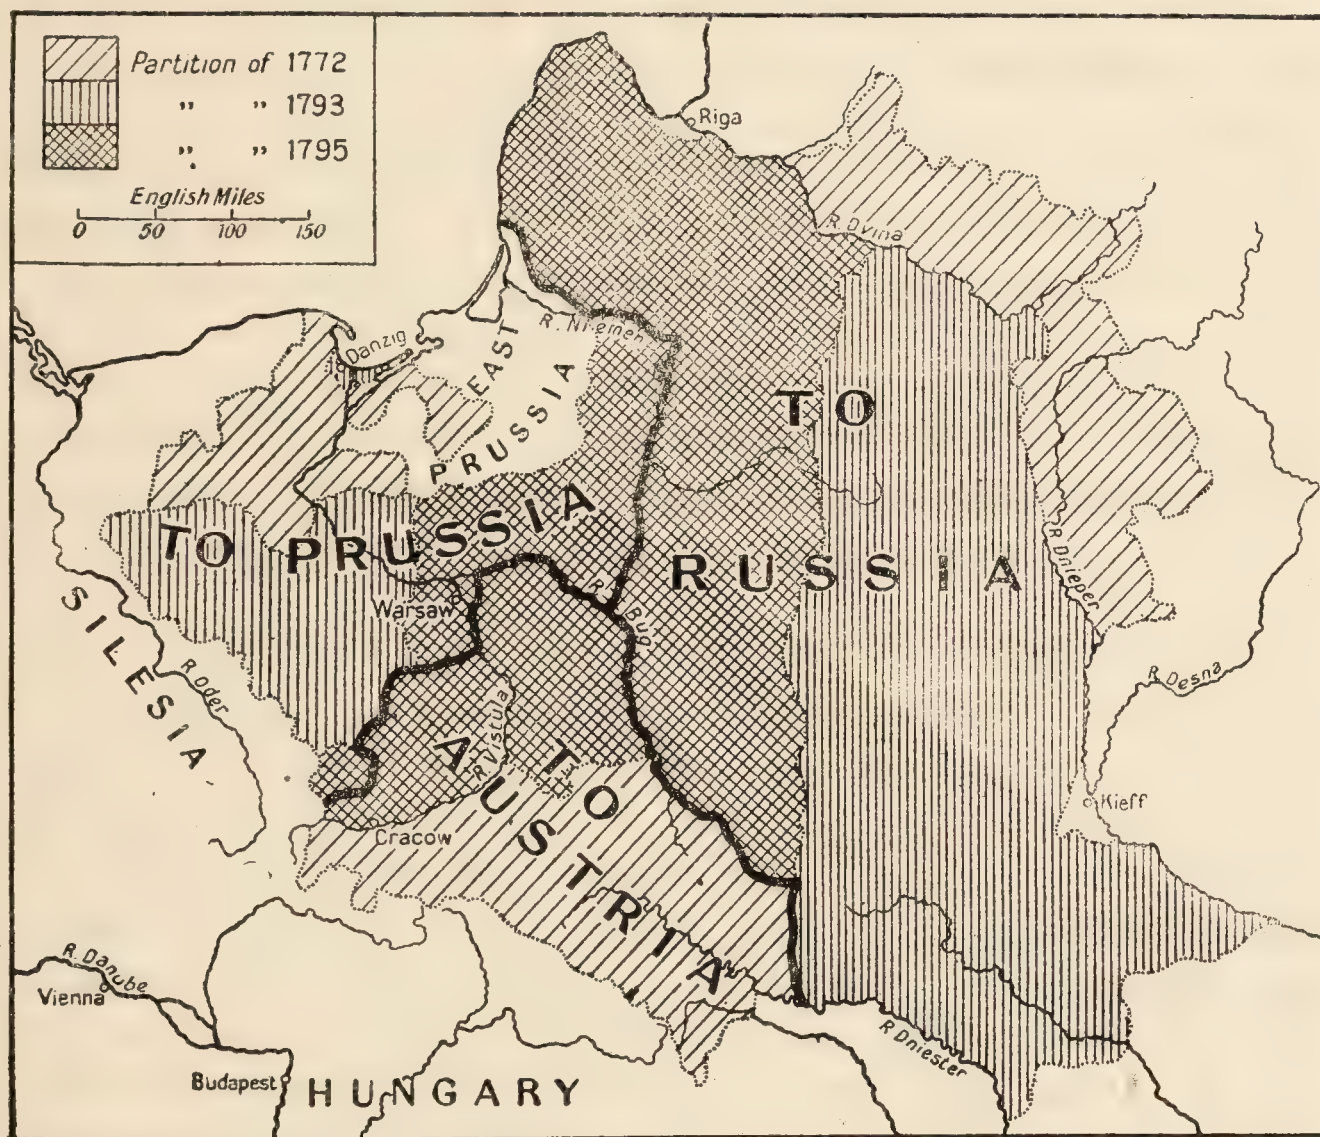 Partition of 1772
„ „ 1793
„ „ 1795
English Miles
0 50 100 150
Riga
R. Dvina
R. Niemen
Danzig
EAST
PRUSSIA
TO
RUSSIA
TO PRUSSIA
Warsaw
R. Bug
R. Dnieper
R. Desna
SILESIA
R. Oder
R. Vistula
TO
AUSTRIA
Cracow
Kieff
R. Danube
Vienna
R. Dniester
Budapest
HUNGARY